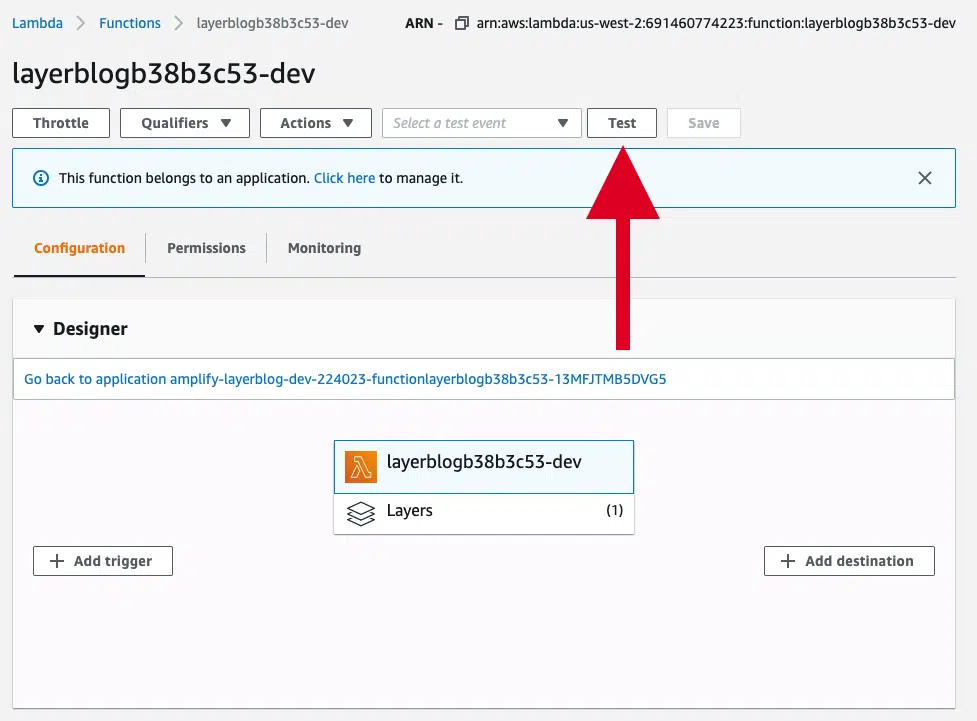 Lambda > Functions > layerblogb38b3c53-dev ARN - arn:aws:lambda:us-west-2:691460774223:function:layerblogb38b3c53-dev
layerblogb38b3c53-dev
Throttle Qualifiers Actions Select a test event Test Save
This function belongs to an application. Click here to manage it.
Configuration Permissions Monitoring
Designer
Go back to application amplify-layerblog-dev-224023-functionlayerblogb38b3c53-13MFJTMB5DVG5
layerblogb38b3c53-dev
Layers (1)
+ Add trigger + Add destination